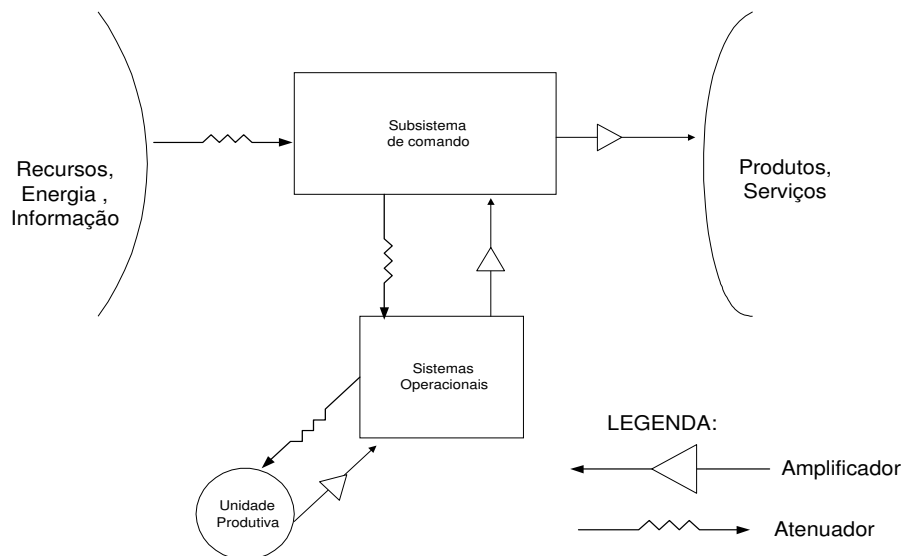 Subsistema
de comando
Recursos,
Energia ,
Informação
Produtos,
Serviços
Sistemas
Operacionais
LEGENDA:
Amplificador
Unidade
Produtiva
Atenuador